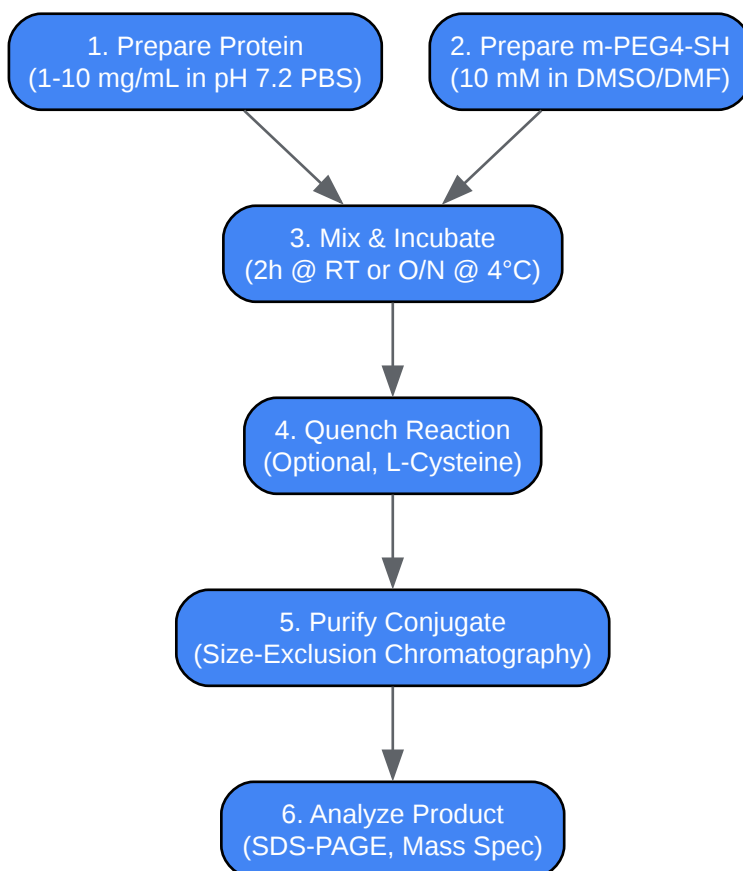 1. Prepare Protein
(1-10 mg/mL in pH 7.2 PBS)
2. Prepare m-PEG4-SH
(10 mM in DMSO/DMF)
3. Mix & Incubate
(2h @ RT or O/N @ 4°C)
4. Quench Reaction
(Optional, L-Cysteine)
5. Purify Conjugate
(Size-Exclusion Chromatography)
6. Analyze Product
(SDS-PAGE, Mass Spec)